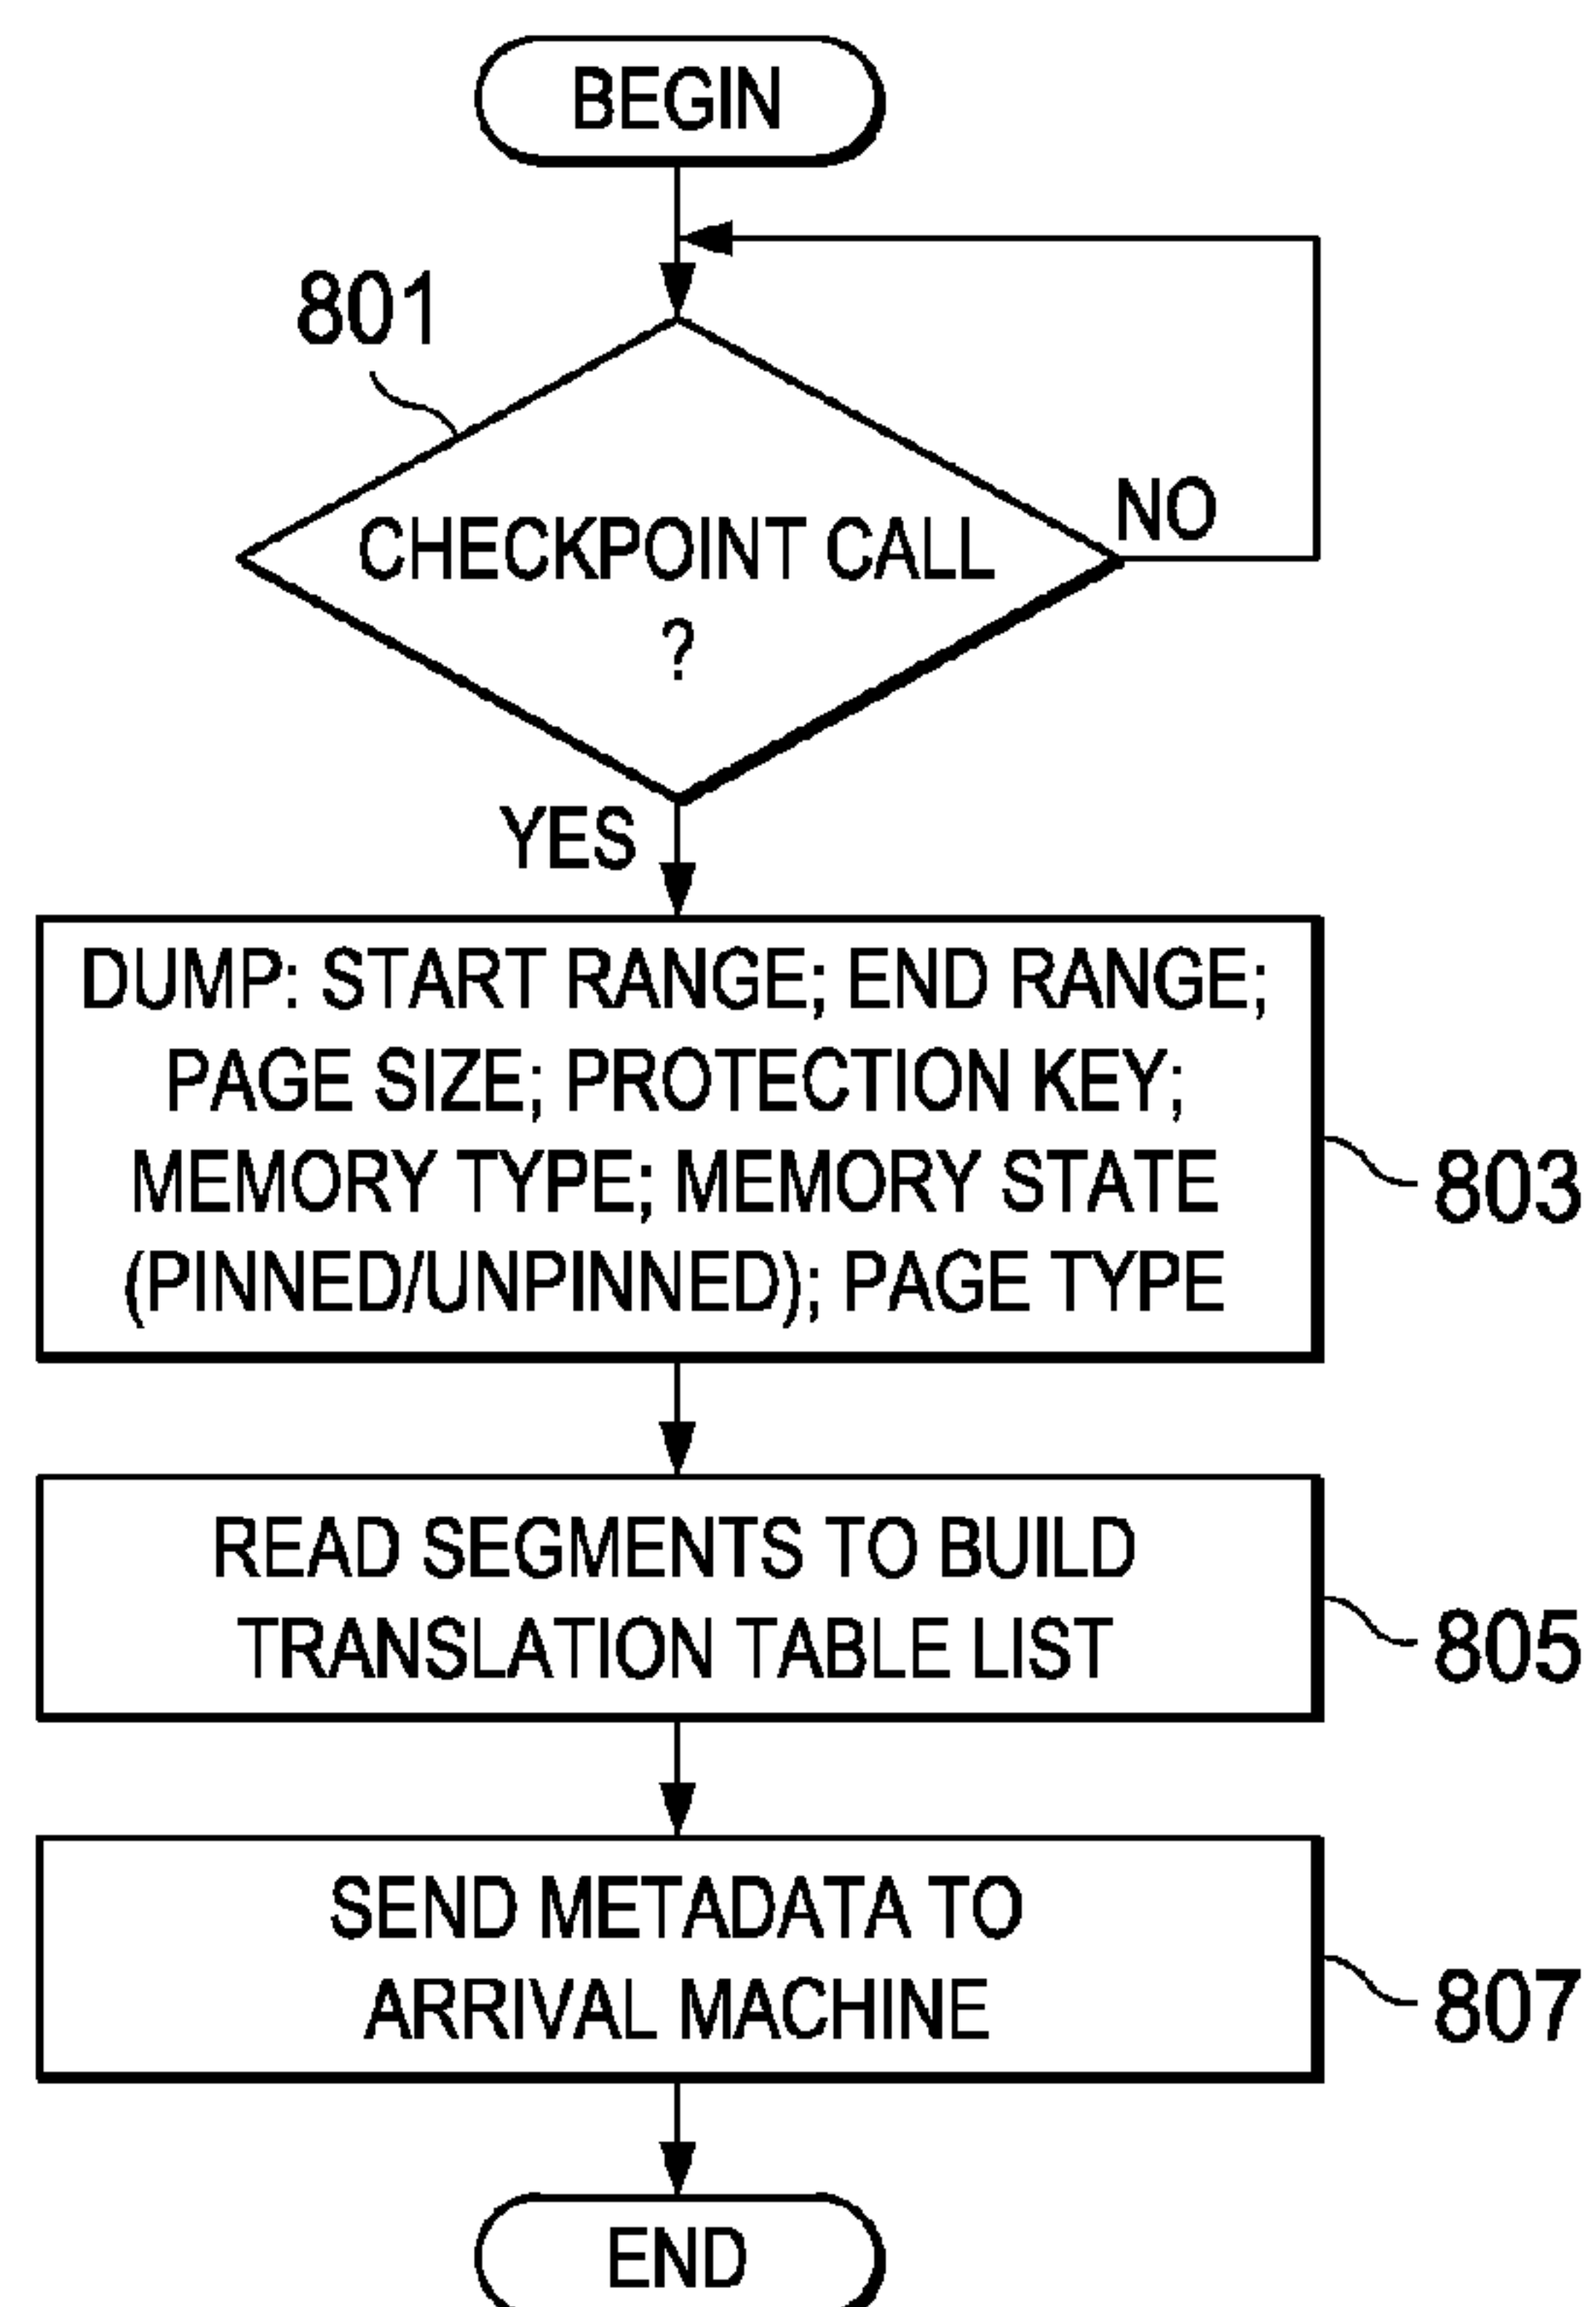 BEGIN
801
NO
CHECKPOINT CALL
?
YES
DUMP: START RANGE; END RANGE;
PAGE SIZE; PROTECTION KEY;
MEMORY TYPE; MEMORY STATE
(PINNED/UNPINNED); PAGE TYPE
803
READ SEGMENTS TO BUILD
TRANSLATION TABLE LIST
805
SEND METADATA TO
ARRIVAL MACHINE
807
END